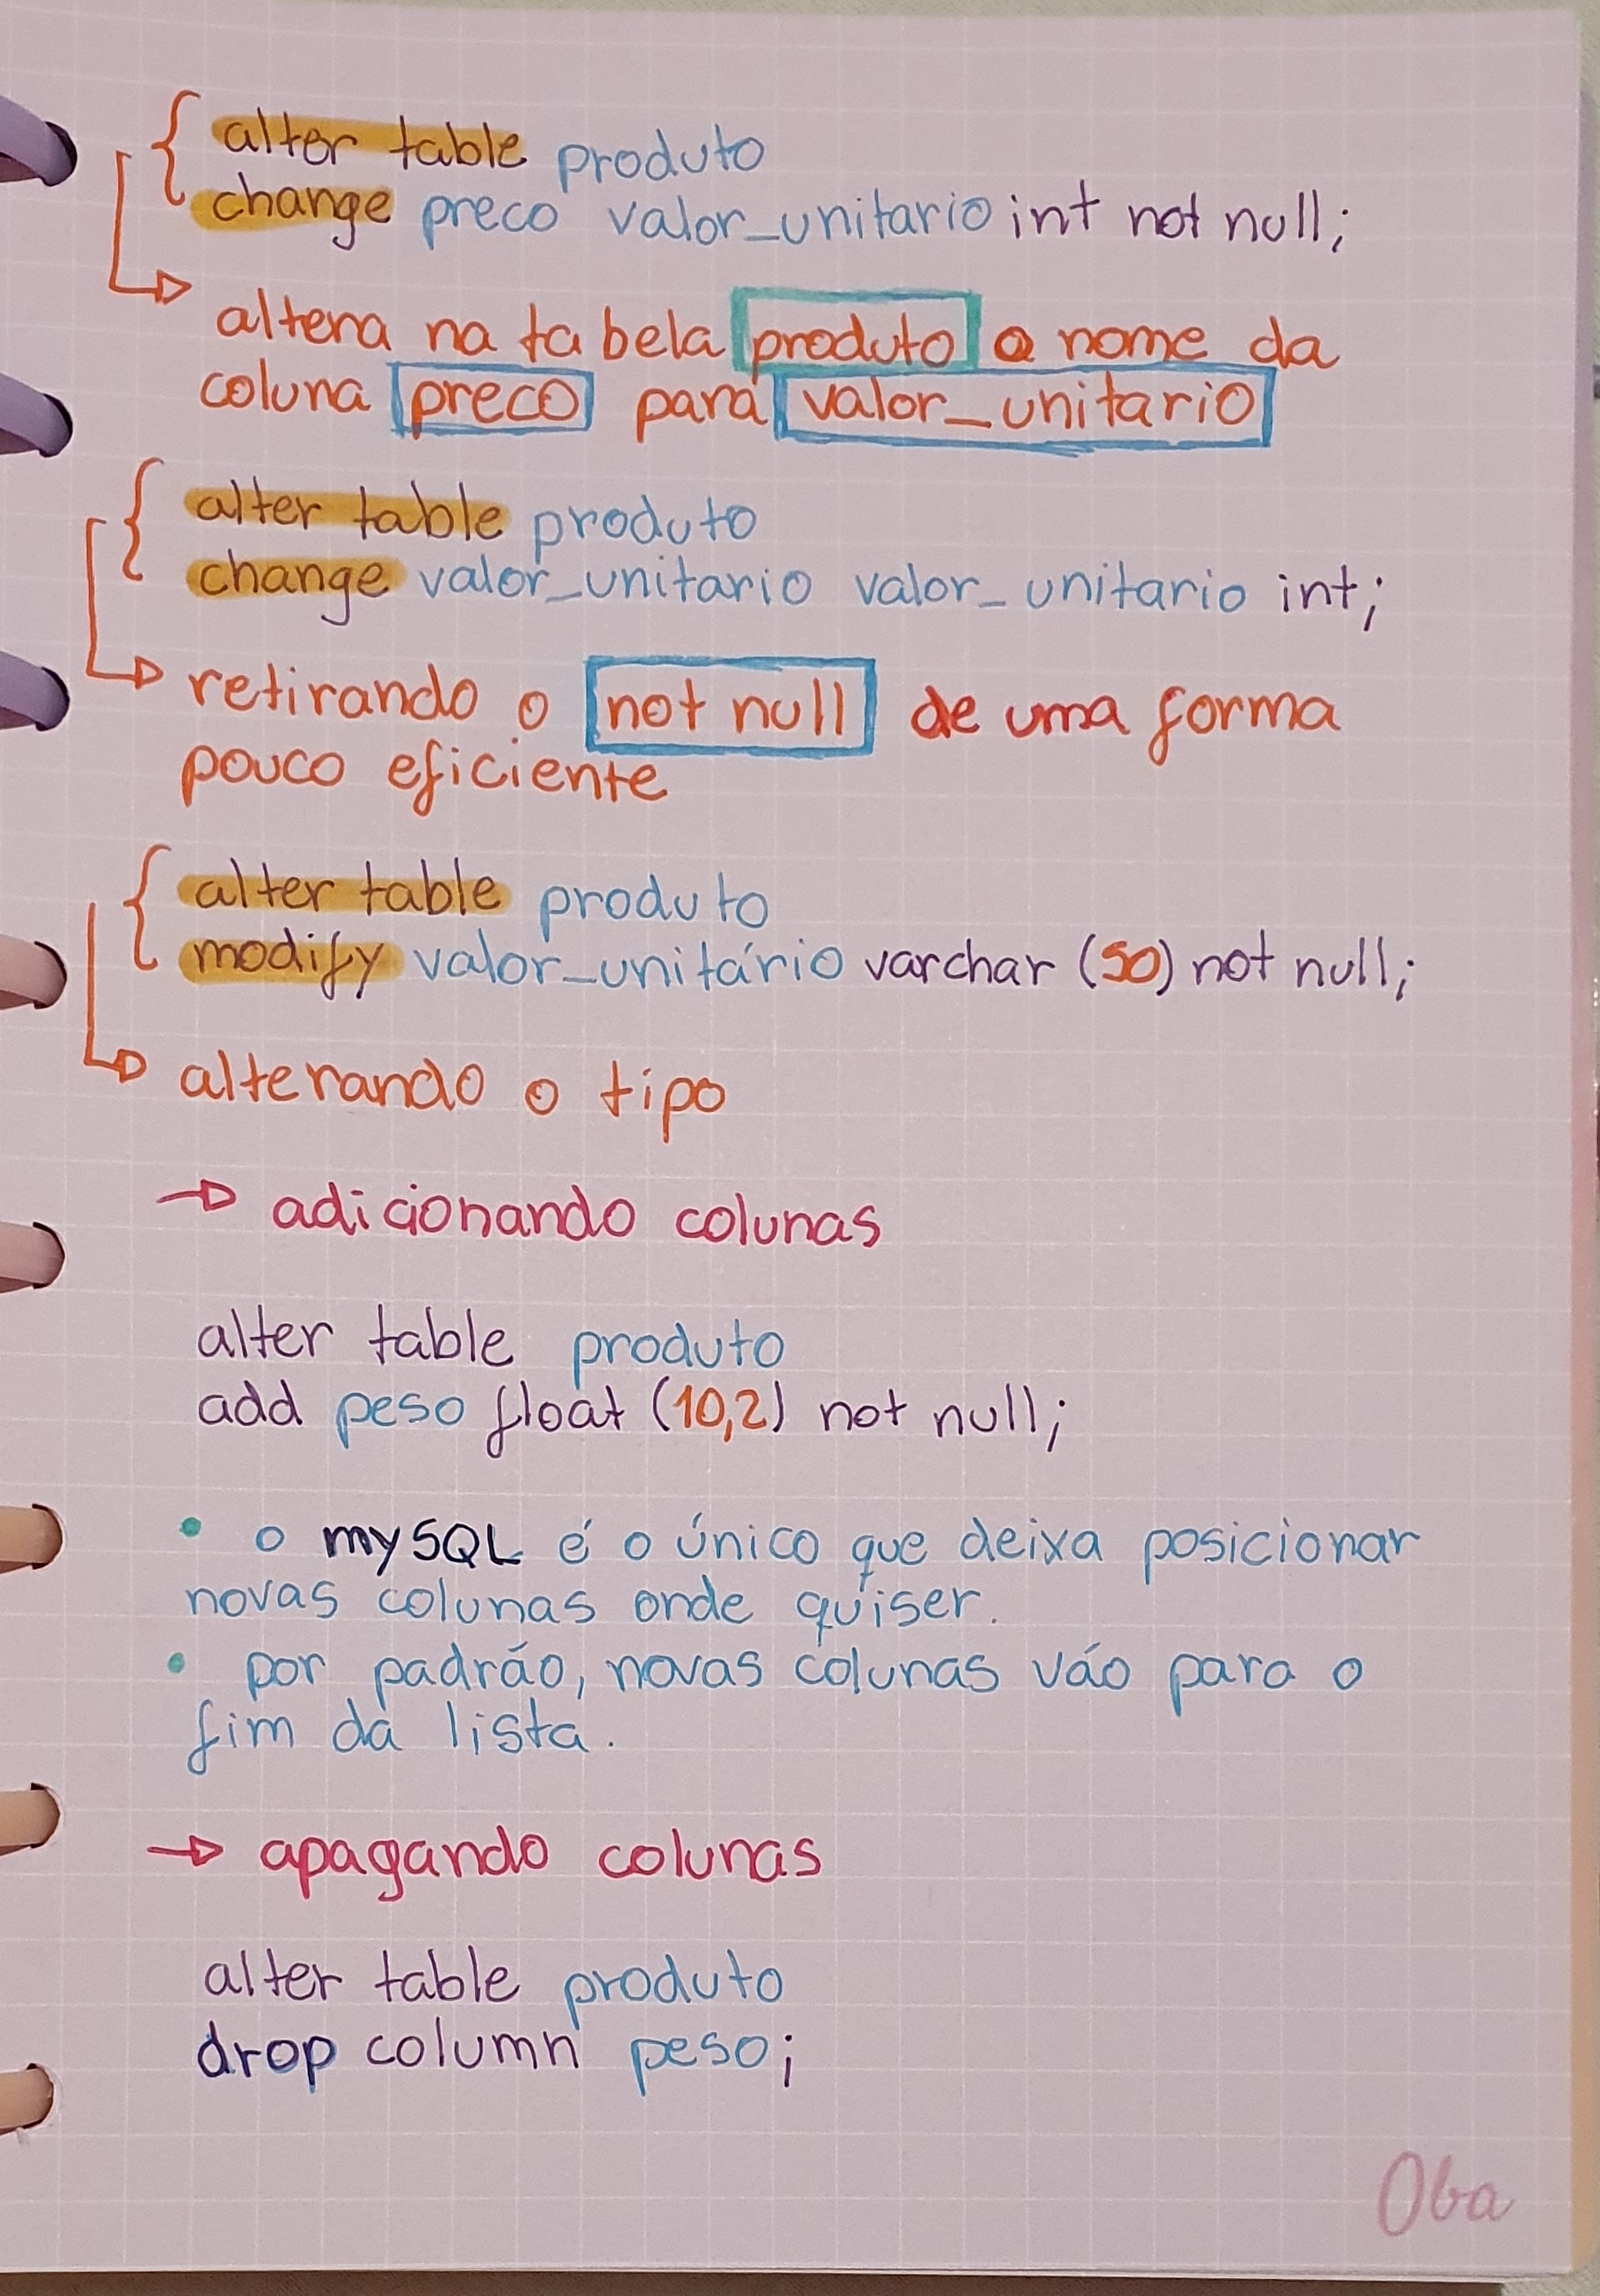 alter table produto
change preco valor_unitario int not null;
altera na tabela produto o nome da
coluna preco para valor_unitario
alter table produto
change valor_unitario valor_unitario int;
retirando o not null de uma forma
pouco eficiente
alter table produto
modify valor_unitário varchar (50) not null;
alterando o tipo
→ adicionando colunas
alter table produto
add peso float (10,2) not null;
• o mySQL é o único que deixa posicionar
novas colunas onde quiser.
• por padrão, novas colunas vão para o
fim da lista.
→ apagando colunas
alter table produto
drop column peso;
Oba